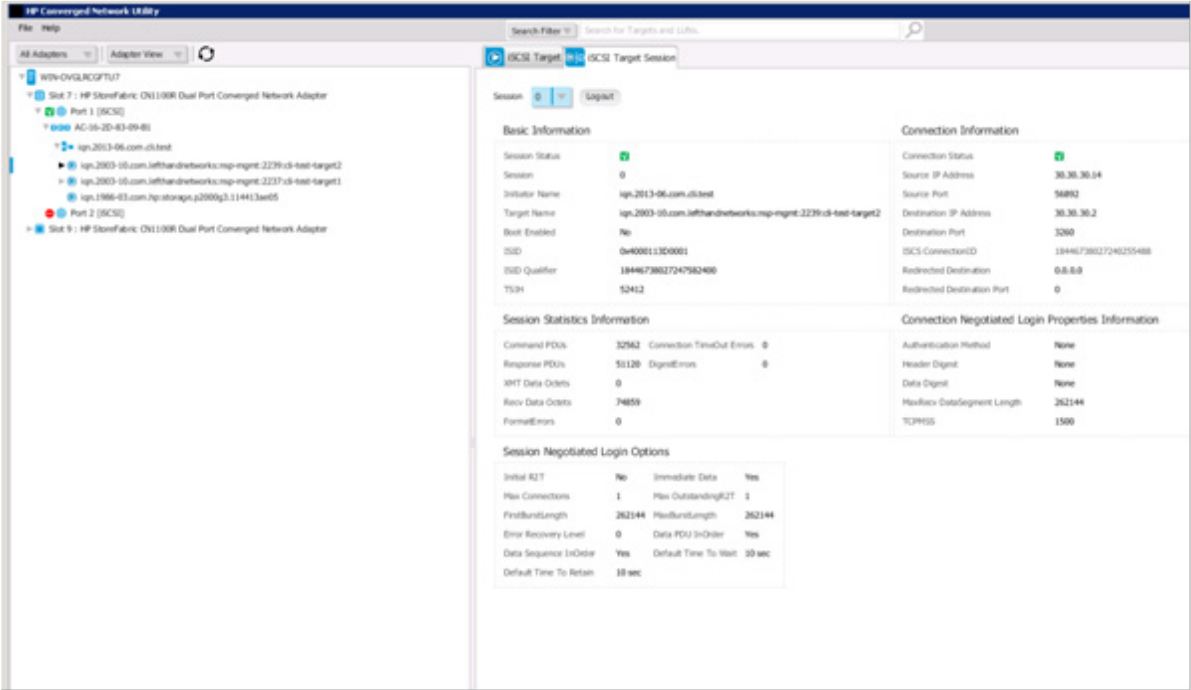 HP Converged Network Utility
File Help
Search Filter Search for Targets and LUNs.
All Adapters Adapter View
iSCSI Target iSCSI Target Session
WIN-OVGLRCGFTU7
Slot 7 : HP StoreFabric CN1100R Dual Port Converged Network Adapter
Port 1 [iSCSI]
AC-16-2D-83-09-B1
iqn.2013-06.com.cli.test
iqn.2003-10.com.lefthandnetworks:nsp-mgmt:2239:cli-test-target2
iqn.2003-10.com.lefthandnetworks:nsp-mgmt:2237:cli-test-target1
iqn.1986-03.com.hp:storage.p2000g3.114413ae05
Port 2 [iSCSI]
Slot 9 : HP StoreFabric CN1100R Dual Port Converged Network Adapter
Session 0 Logout
Basic Information
Session Status
Session 0
Initiator Name iqn.2013-06.com.cli.test
Target Name iqn.2003-10.com.lefthandnetworks:nsp-mgmt:2239:cli-test-target2
Boot Enabled No
ISID 0x4000113D0001
ISID Qualifier 18446738027247582400
TSIH 52412
Connection Information
Connection Status
Source IP Address 30.30.30.14
Source Port 56892
Destination IP Address 30.30.30.2
Destination Port 3260
ISCS ConnectionID 18446738027240255488
Redirected Destination 0.0.0.0
Redirected Destination Port 0
Session Statistics Information
Command PDUs 32562 Connection TimeOut Errors 0
Response PDUs 51120 DigestErrors 0
XMT Data Octets 0
Recv Data Octets 74859
FormatErrors 0
Connection Negotiated Login Properties Information
Authentication Method None
Header Digest None
Data Digest None
MaxRecv DataSegment Length 262144
TCPMSS 1500
Session Negotiated Login Options
Initial R2T No Immediate Data Yes
Max Connections 1 Max OutstandingR2T 1
FirstBurstLength 262144 MaxBurstLength 262144
Error Recovery Level 0 Data PDU InOrder Yes
Data Sequence InOrder Yes Default Time To Wait 10 sec
Default Time To Retain 10 sec